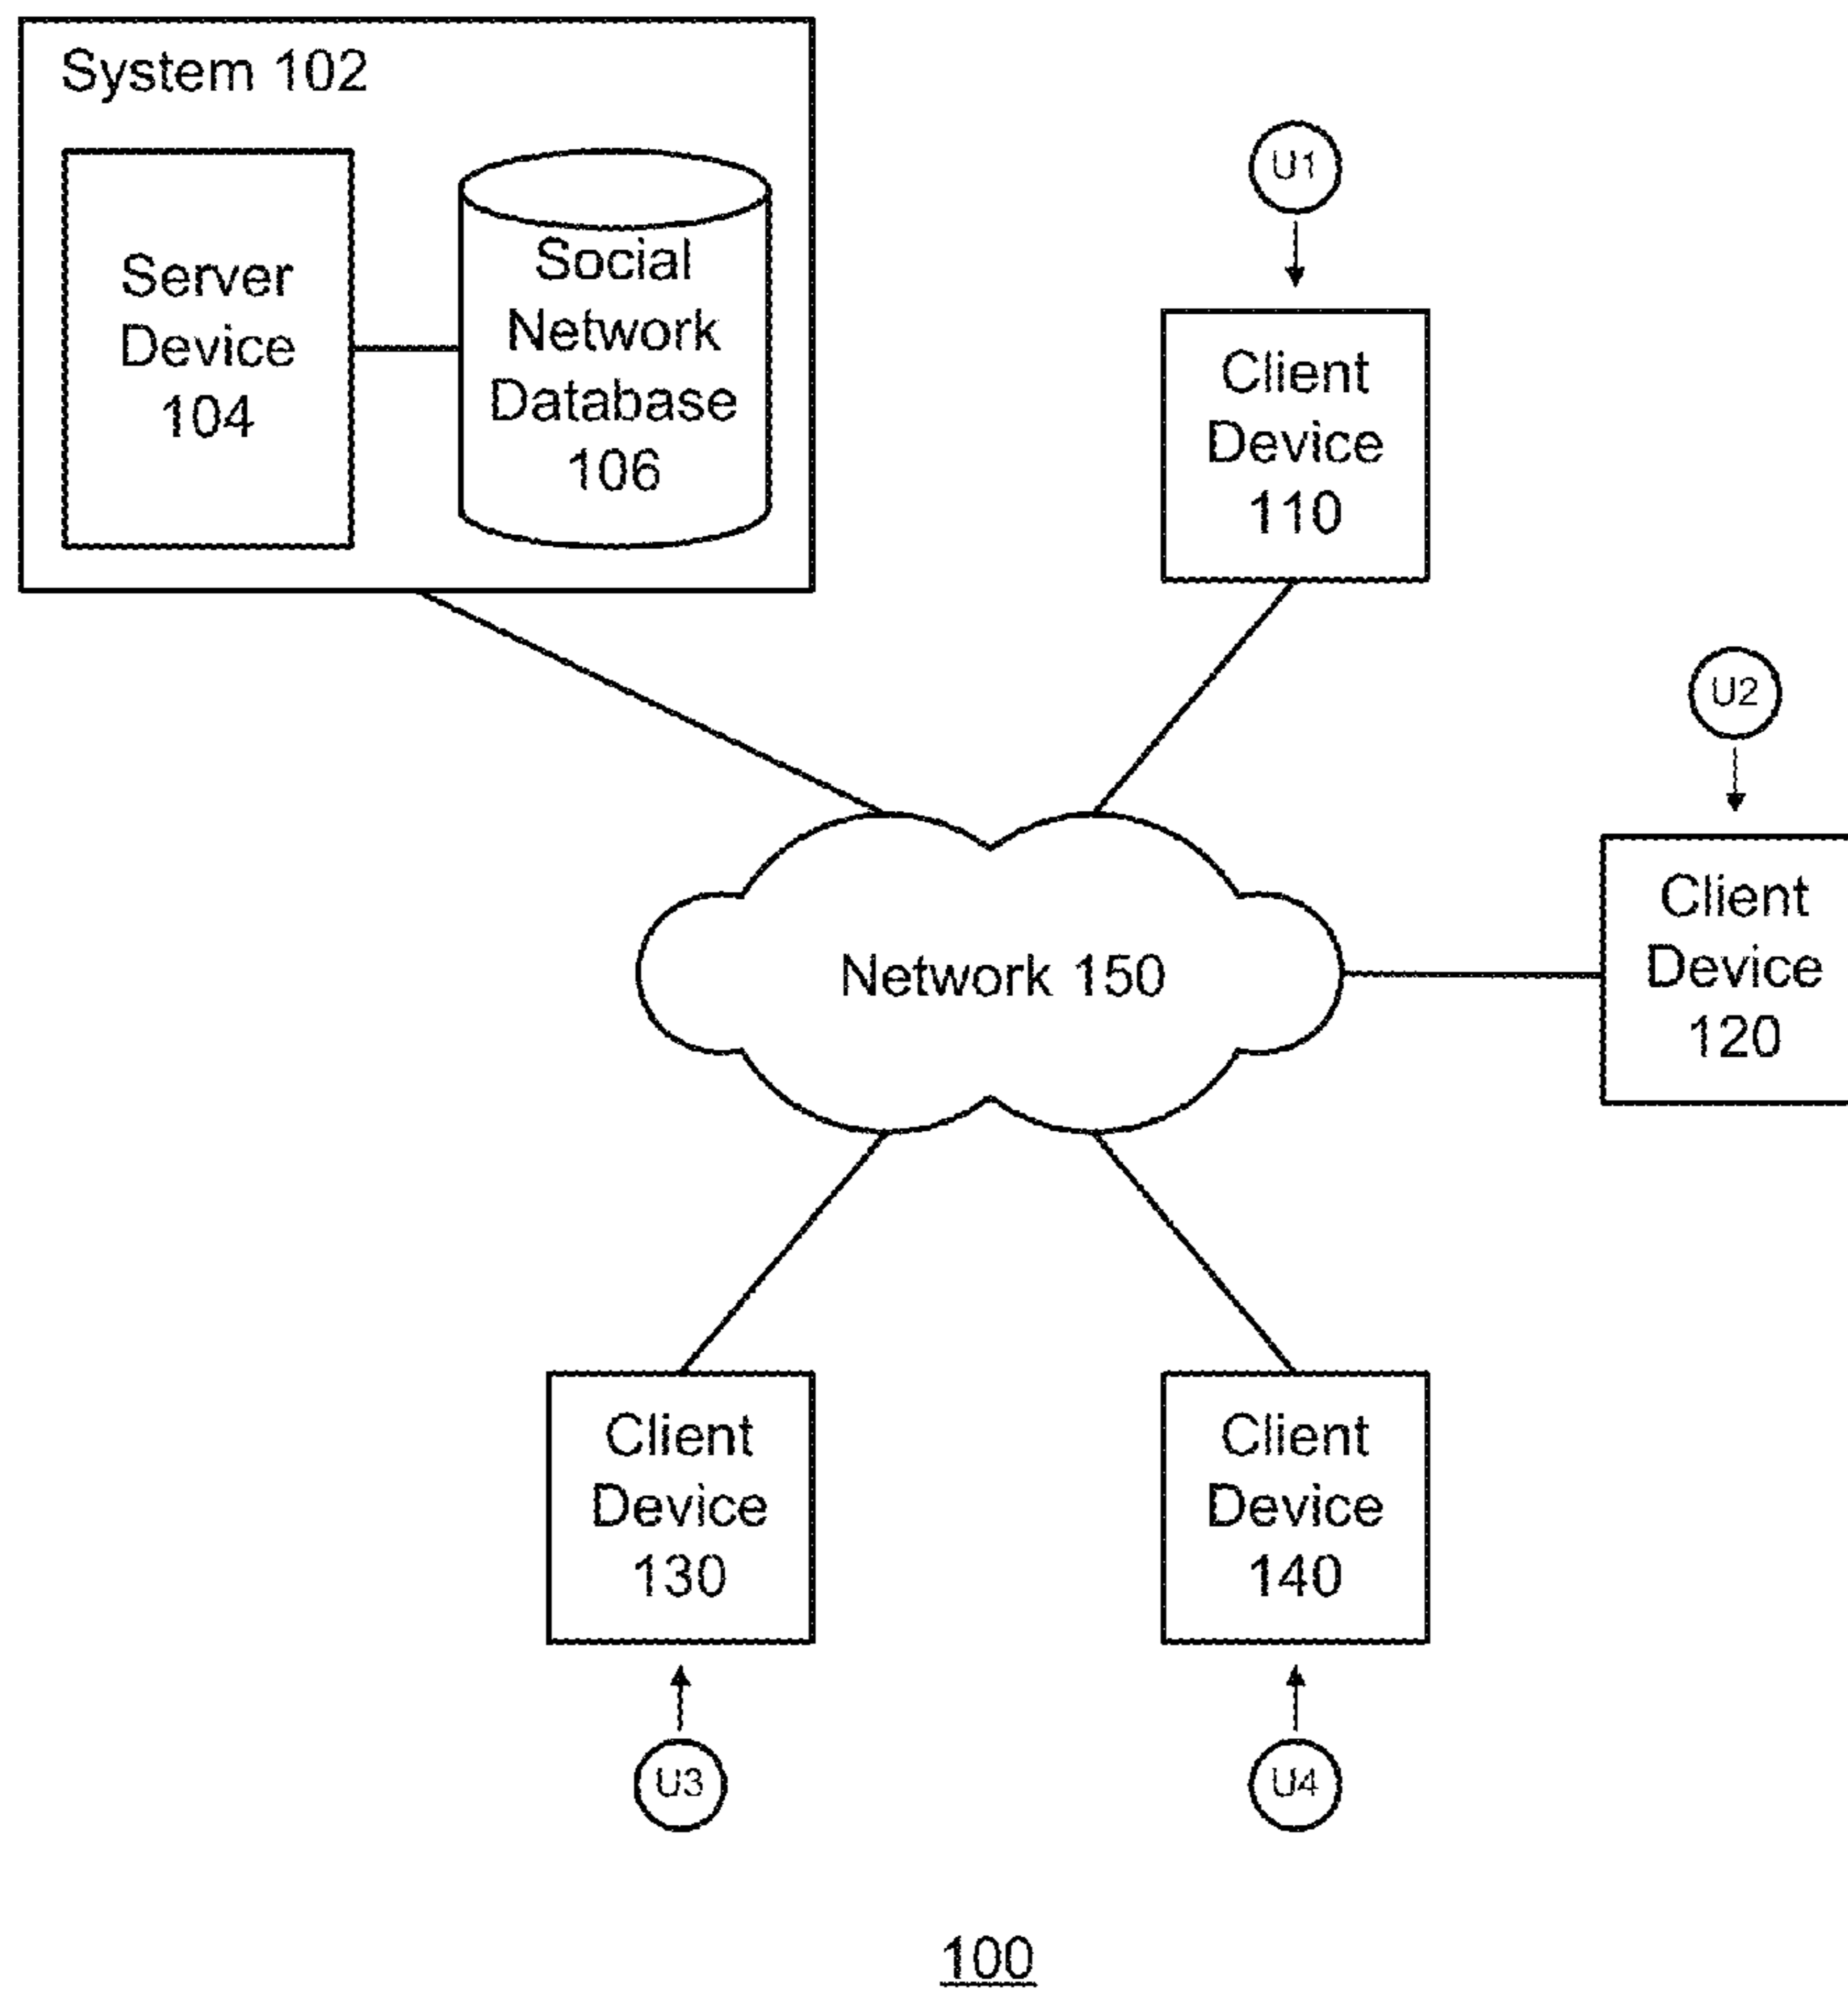 System 102
Server
Device
104
Social
Network
Database
106
U1
Client
Device
110
U2
Client
Device
120
Network 150
Client
Device
130
Client
Device
140
U3
U4
100